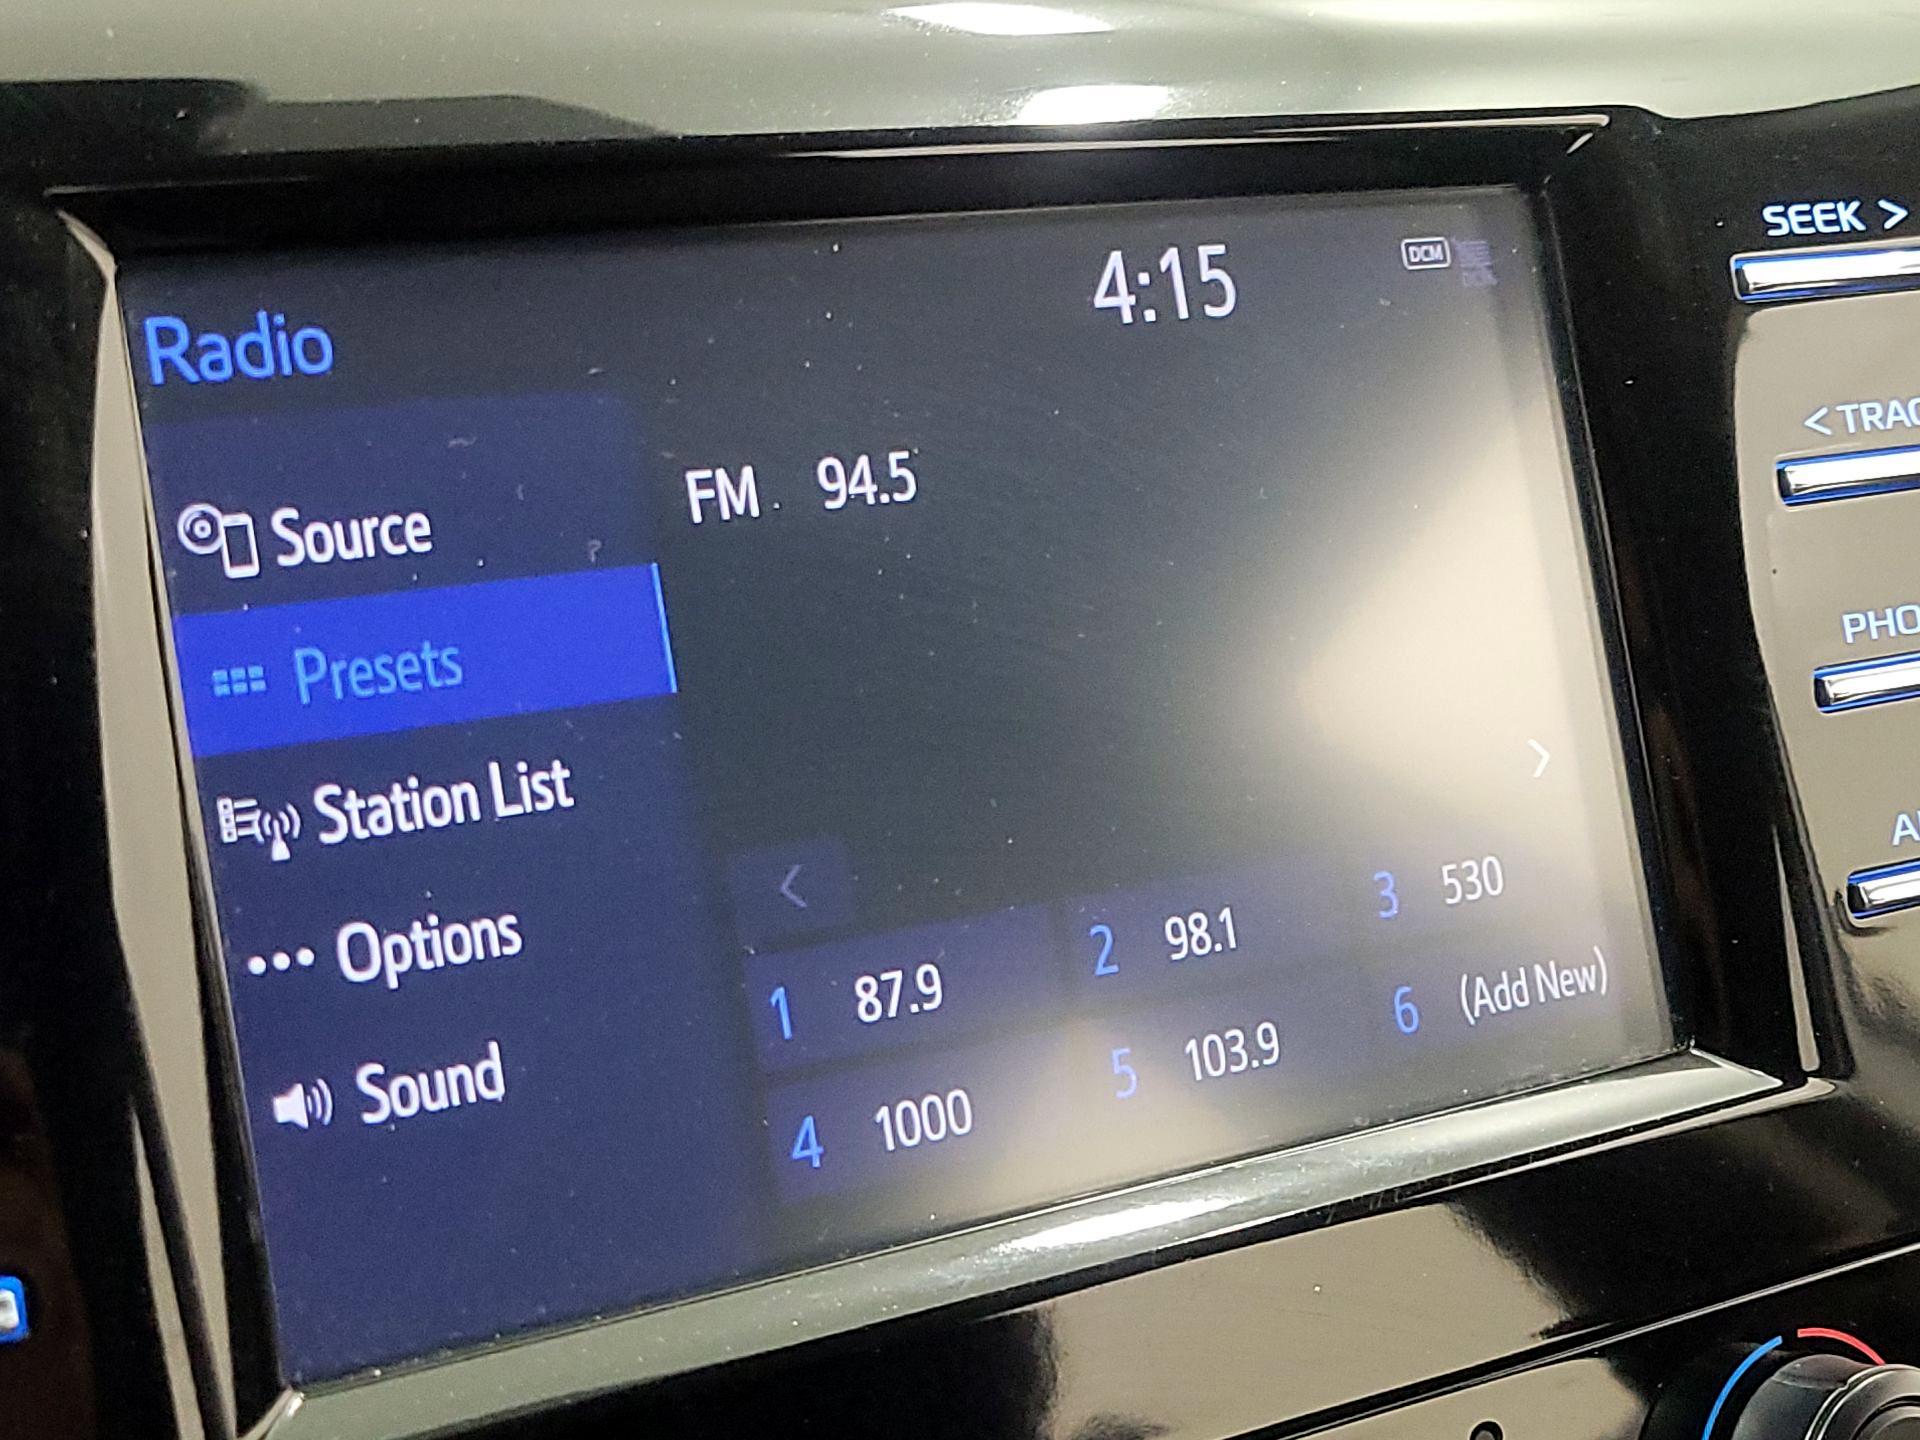 4:15
DCM
SEEK >
Radio
< TRAC
FM 94.5
Source
Presets
PHO
Station List
Options
Sound
1 87.9
2 98.1
3 530
4 1000
5 103.9
6 (Add New)